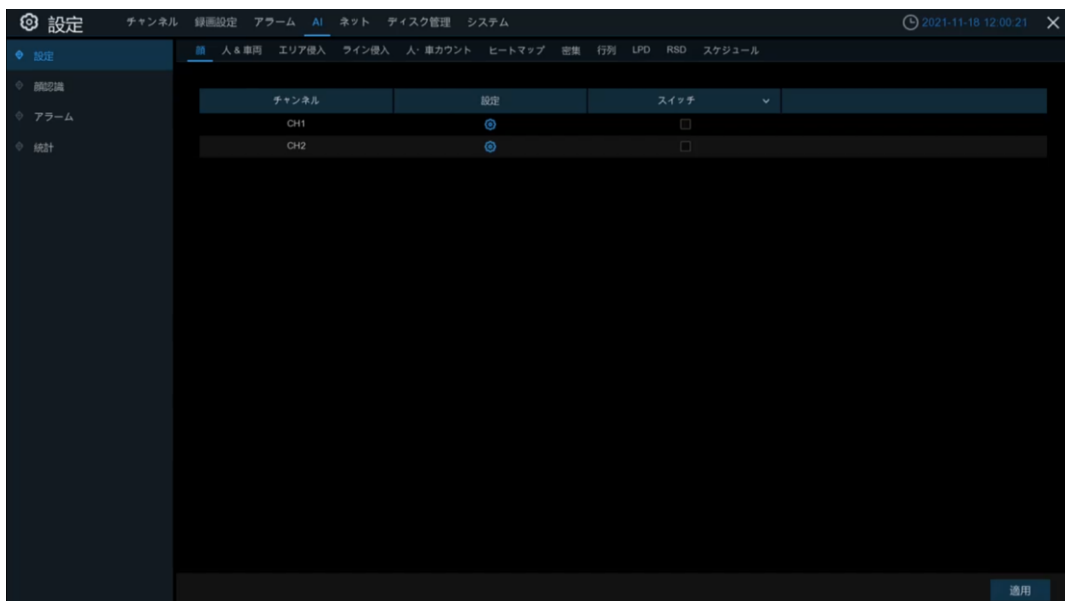 設定 チャンネル 録画設定 アラーム AI ネット ディスク管理 システム 2021-11-18 12:00:21
設定
顔認識
アラーム
統計
顔 人&車両 エリア侵入 ライン侵入 人・車カウント ヒートマップ 密集 行列 LPD RSD スケジュール
チャンネル 設定 スイッチ
CH1
CH2
適用